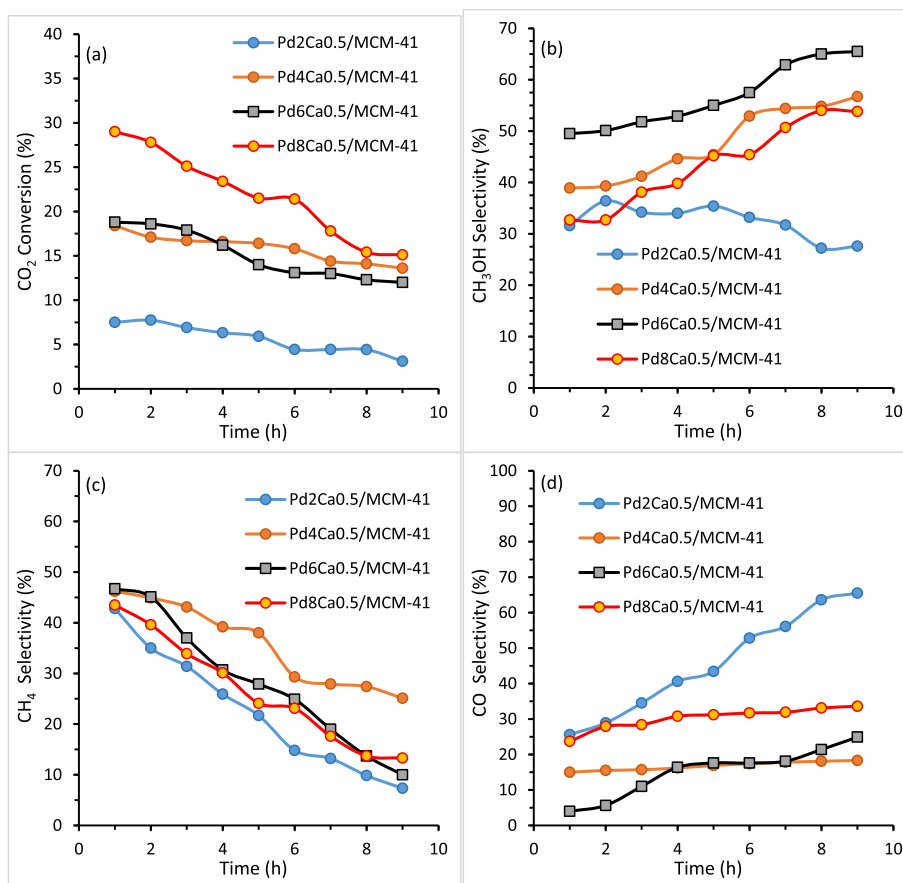 (a)
Pd2Ca0.5/MCM-41
Pd4Ca0.5/MCM-41
Pd6Ca0.5/MCM-41
Pd8Ca0.5/MCM-41
CO₂ Conversion (%)
40
35
30
25
20
15
10
5
0
0 2 4 6 8 10
Time (h)
(b)
Pd2Ca0.5/MCM-41
Pd4Ca0.5/MCM-41
Pd6Ca0.5/MCM-41
Pd8Ca0.5/MCM-41
CH₃OH Selectivity (%)
70
60
50
40
30
20
10
0
0 2 4 6 8 10
Time (h)
(c)
Pd2Ca0.5/MCM-41
Pd4Ca0.5/MCM-41
Pd6Ca0.5/MCM-41
Pd8Ca0.5/MCM-41
CH₄ Selectivity (%)
70
60
50
40
30
20
10
0
0 2 4 6 8 10
Time (h)
(d)
Pd2Ca0.5/MCM-41
Pd4Ca0.5/MCM-41
Pd6Ca0.5/MCM-41
Pd8Ca0.5/MCM-41
CO Selectivity (%)
100
90
80
70
60
50
40
30
20
10
0
0 2 4 6 8 10
Time (h)